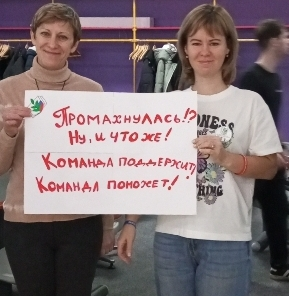 Промахнулась!?
Ну, и что же!
Команда поддержит,
Команда поможет!